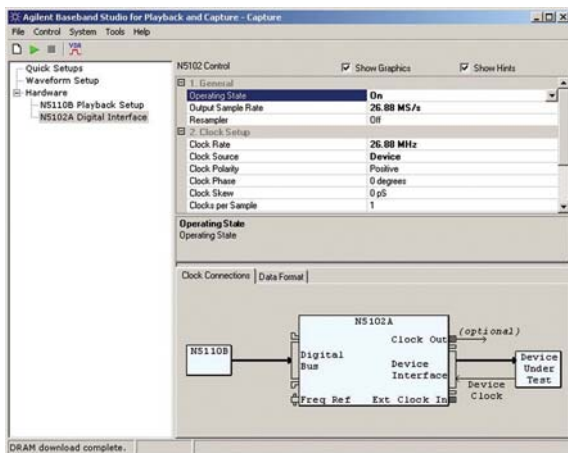 Agilent Baseband Studio for Playback and Capture - Capture
File Control System Tools Help
VSA
Quick Setups
Waveform Setup
Hardware
N5110B Playback Setup
N5102A Digital Interface
N5102 Control Show Graphics Show Hints
1. General
Operating State On
Output Sample Rate 26.88 MS/s
Resampler Off
2. Clock Setup
Clock Rate 26.88 MHz
Clock Source Device
Clock Polarity Positive
Clock Phase 0 degrees
Clock Skew 0 pS
Clocks per Sample 1
Operating State
Operating State
Clock Connections Data Format
N5110B
N5102A
Clock Out
(optional)
Digital
Bus
Device
Interface
Freq Ref Ext Clock In
Device
Clock
Device
Under
Test
DRAM download complete.